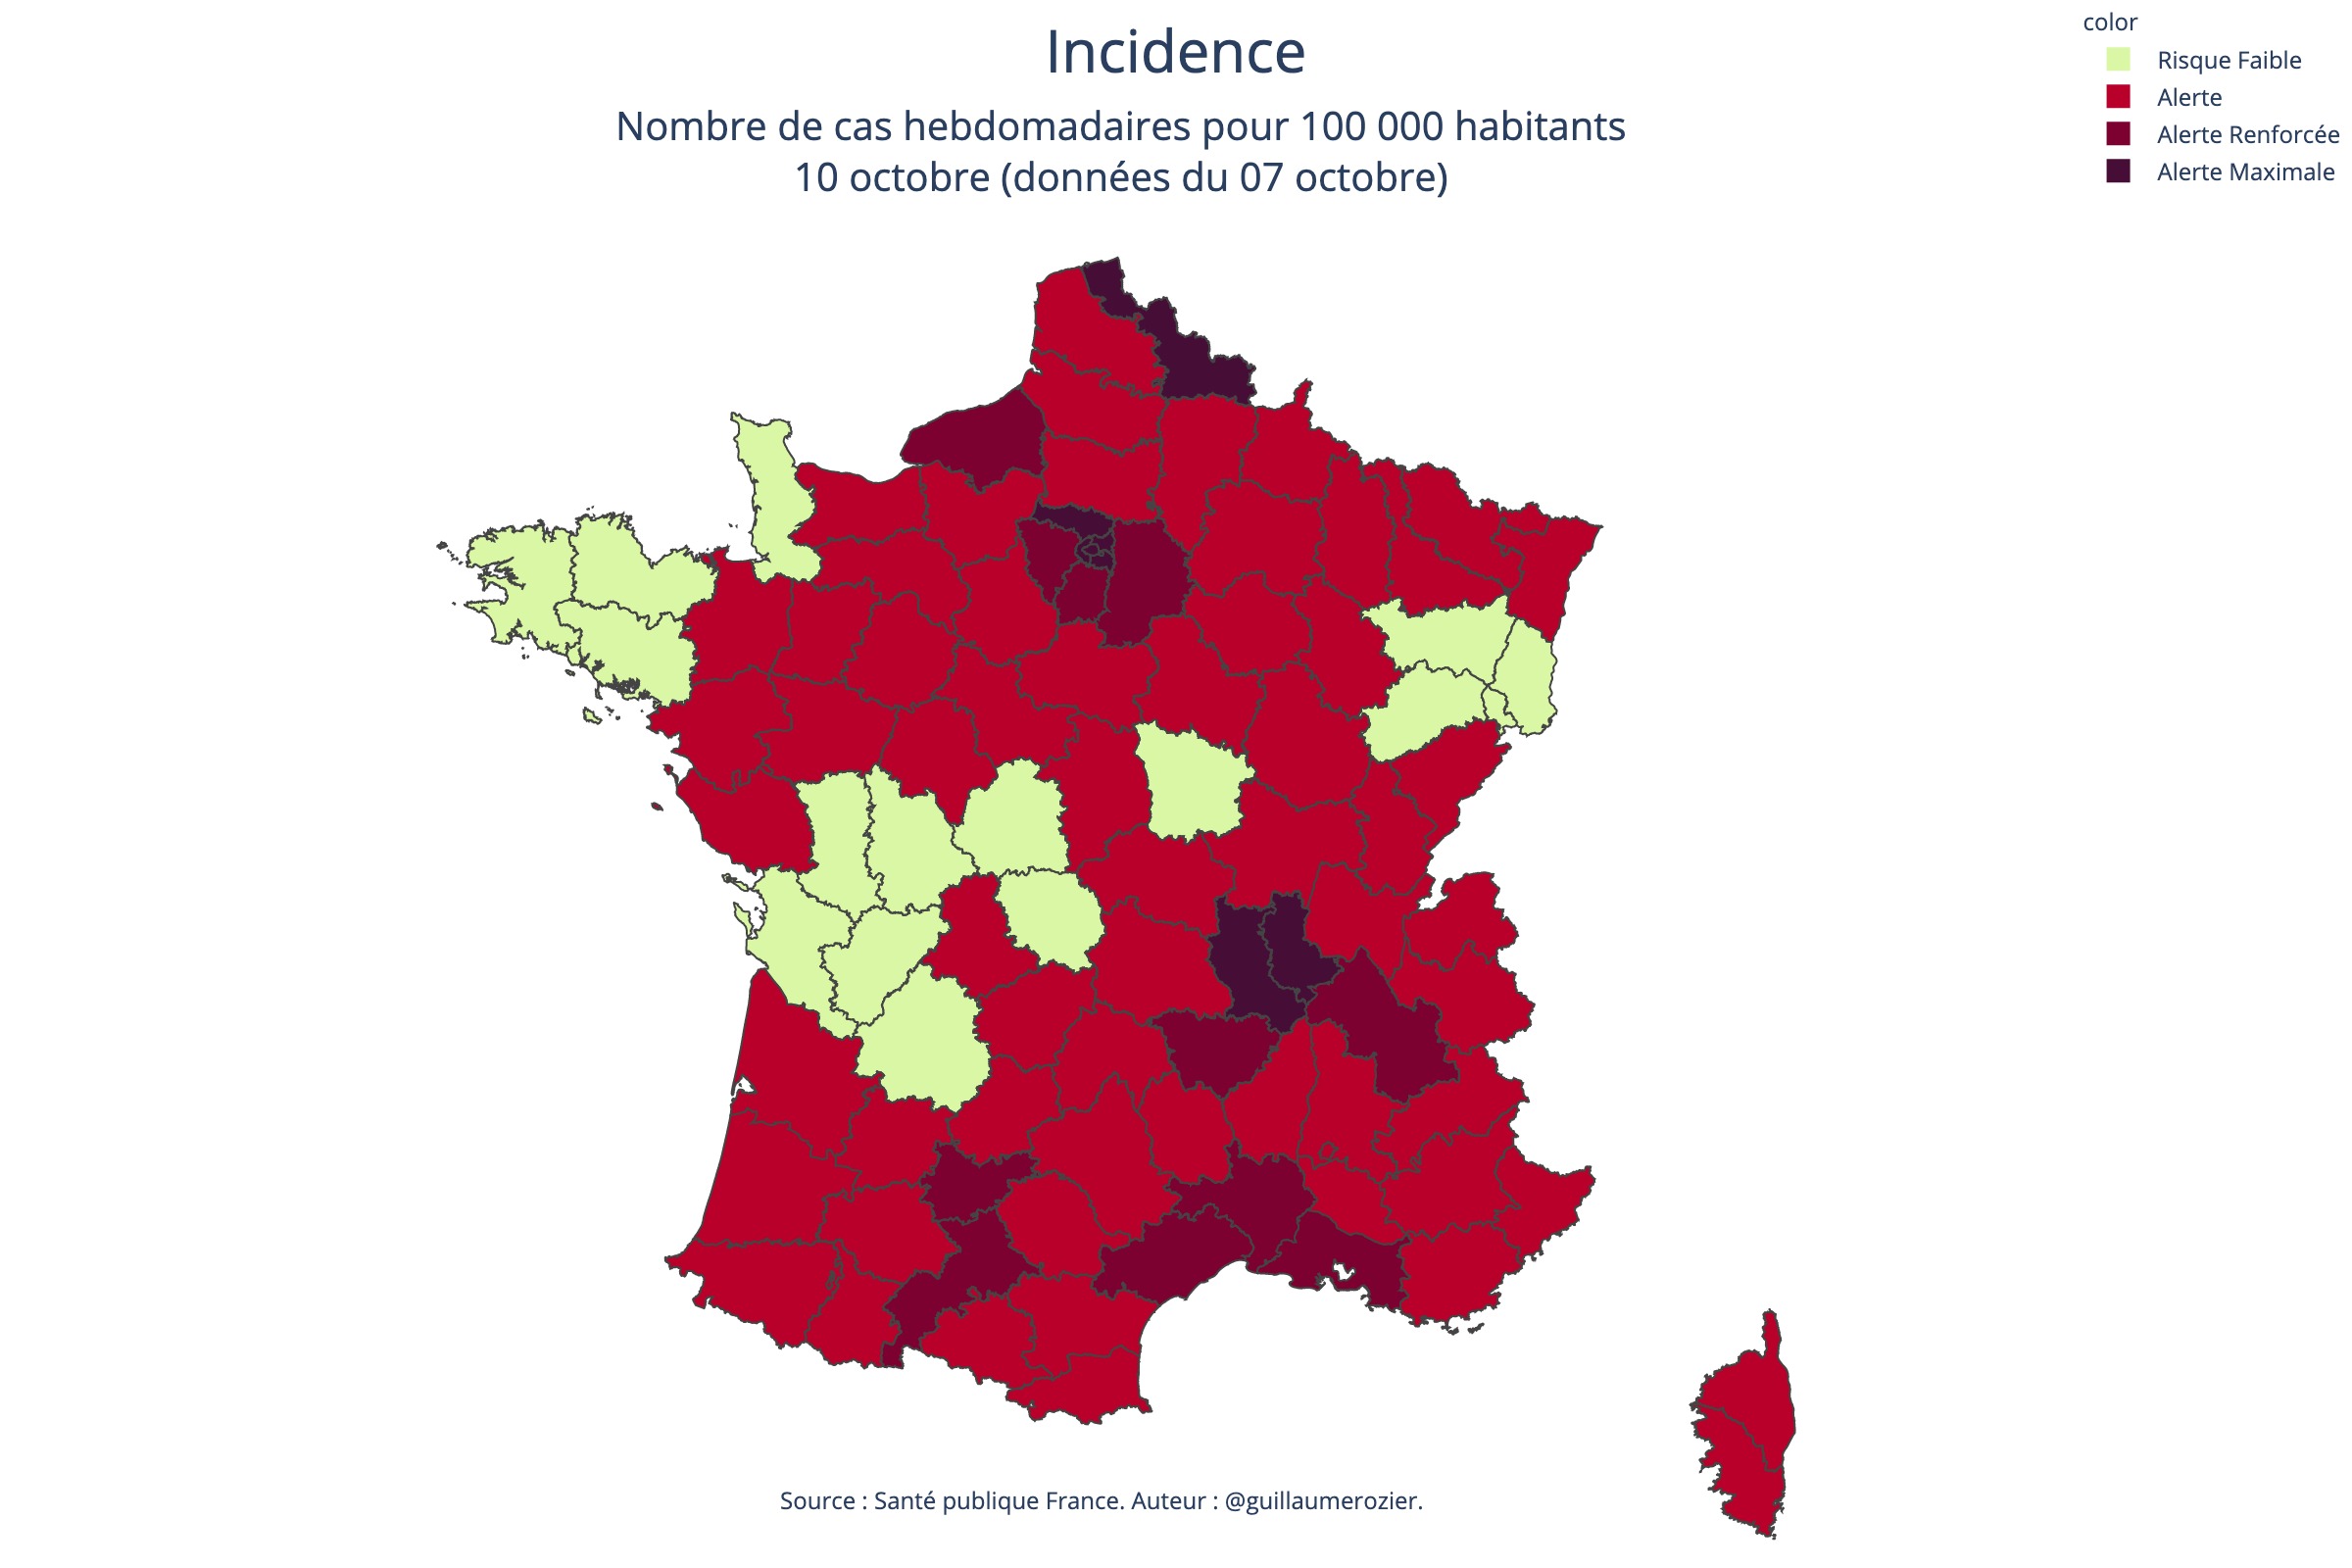 Incidence
Nombre de cas hebdomadaires pour 100 000 habitants
10 octobre (données du 07 octobre)
color
Risque Faible
Alerte
Alerte Renforcée
Alerte Maximale
Source : Santé publique France. Auteur : @guillaumerozier.